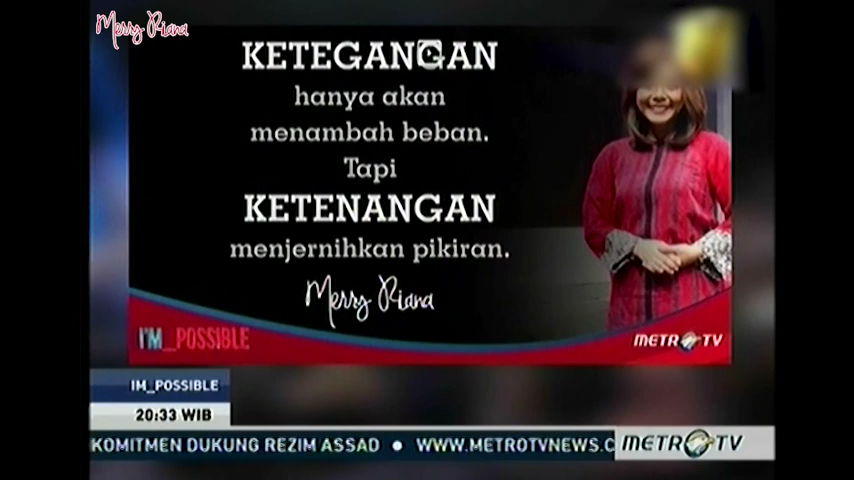 Merry Riana
KETEGANGAN
hanya akan
menambah beban.
Tapi
KETENANGAN
menjernihkan pikiran.
Merry Riana
I'M_POSSIBLE
METRO TV
IM_POSSIBLE
20:33 WIB
KOMITMEN DUKUNG REZIM ASSAD • WWW.METROTVNEWS.C
METRO TV